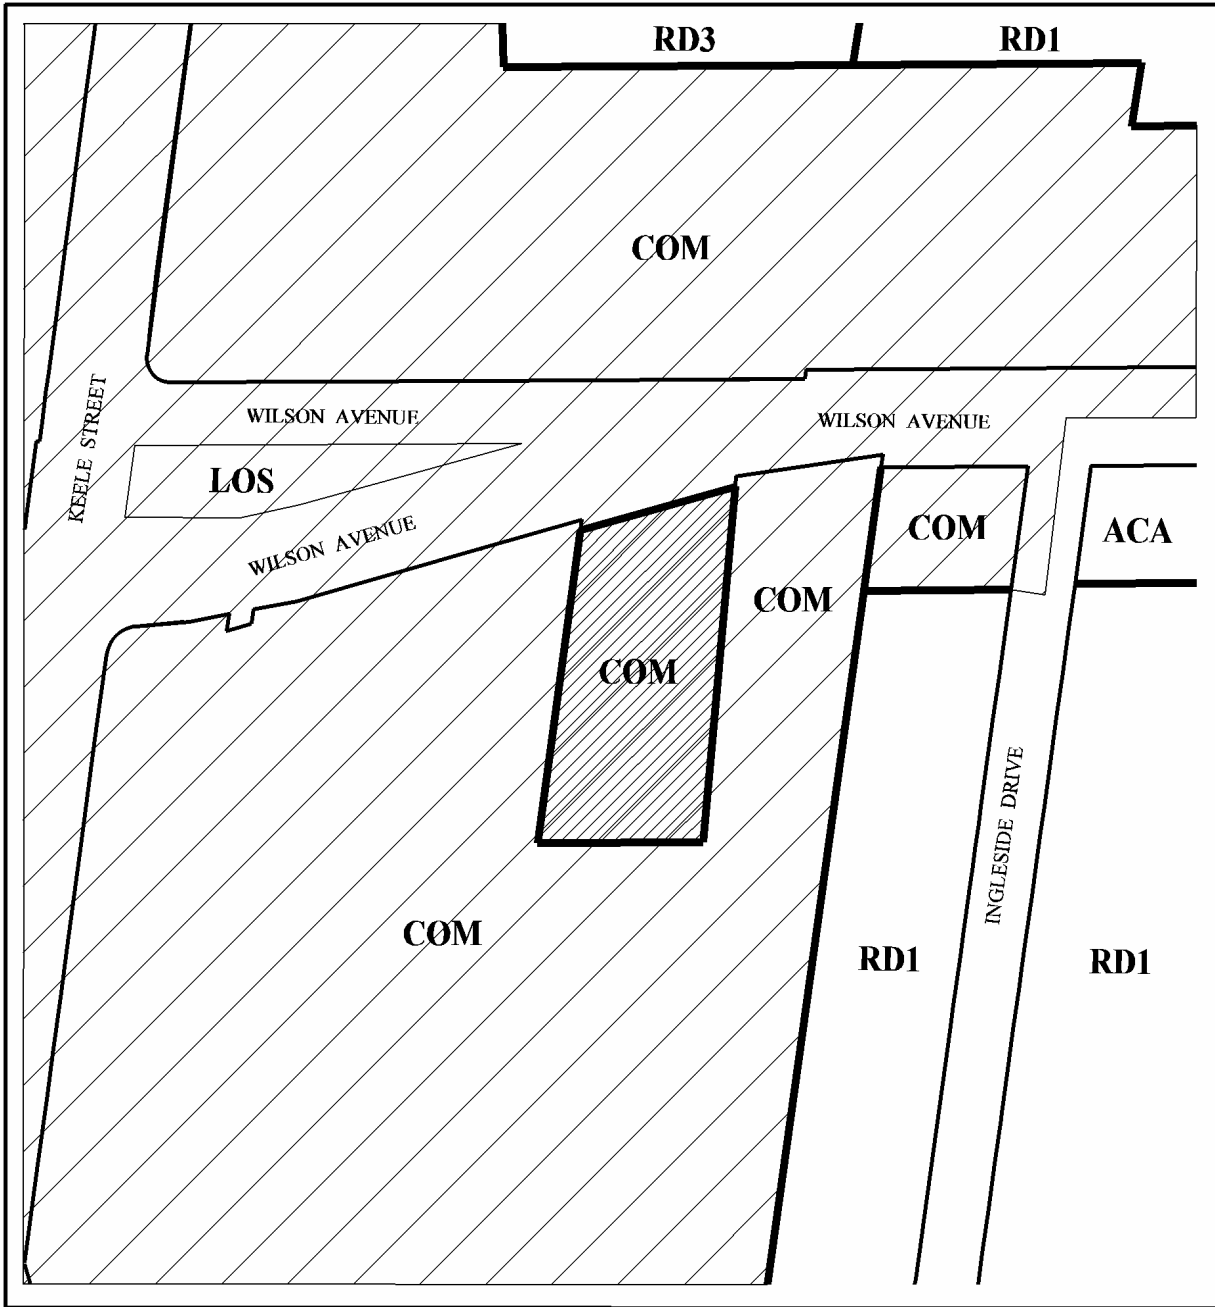 RD3
RD1
COM
WILSON AVENUE
WILSON AVENUE
KEELE STREET
LOS
WILSON AVENUE
COM
ACA
COM
COM
INGLESIDE DRIVE
COM
RD1
RD1